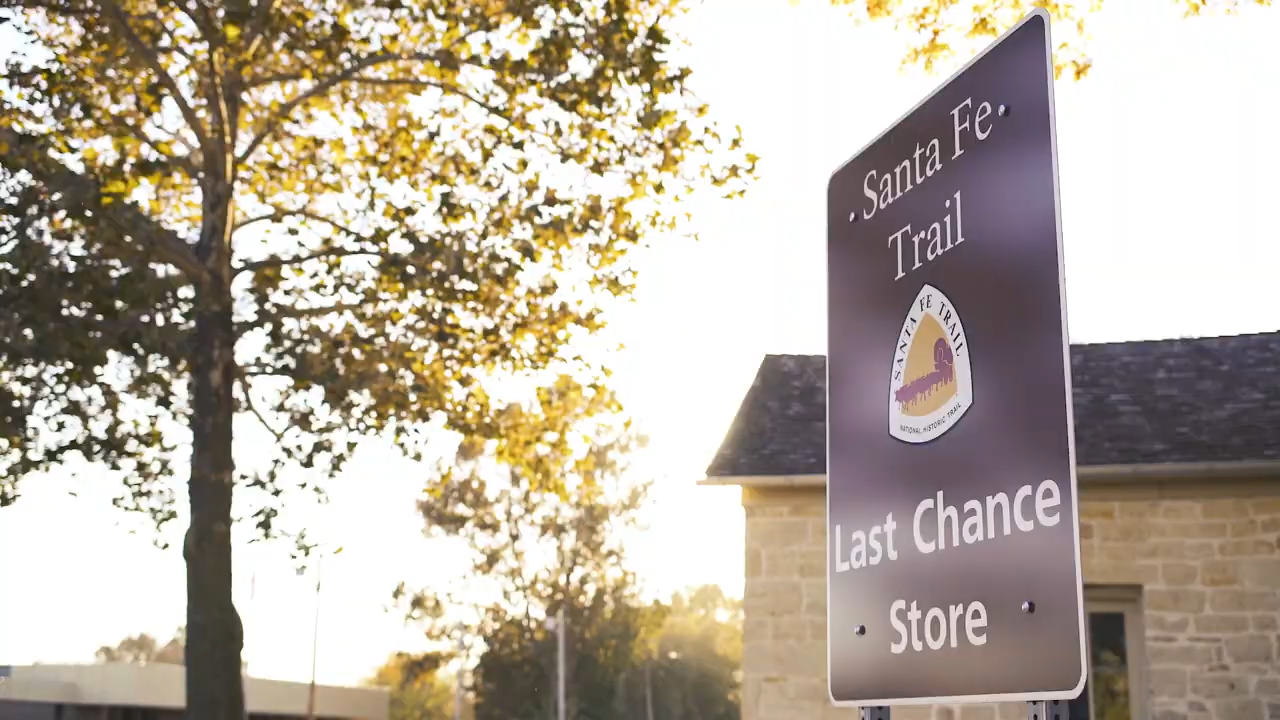 Santa Fe
Trail
SANTA FE TRAIL
NATIONAL HISTORIC TRAIL
Last Chance
Store